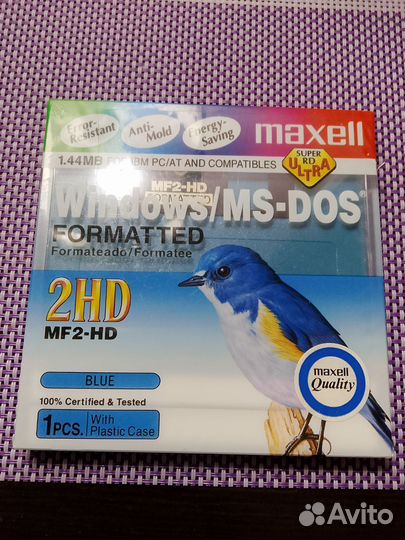 Error-
Resistant
Anti-
Mold
Energy-
Saving
maxell
1.44MB FOR IBM PC/AT AND COMPATIBLES
SUPER
RD
ULTRA
MF2-HD
FORMATTED
Windows/MS-DOS®
FORMATTED
Formateado/Formatee
2HD
MF2-HD
BLUE
100% Certified & Tested
1PCS. With
Plastic Case
maxell
Quality
Avito